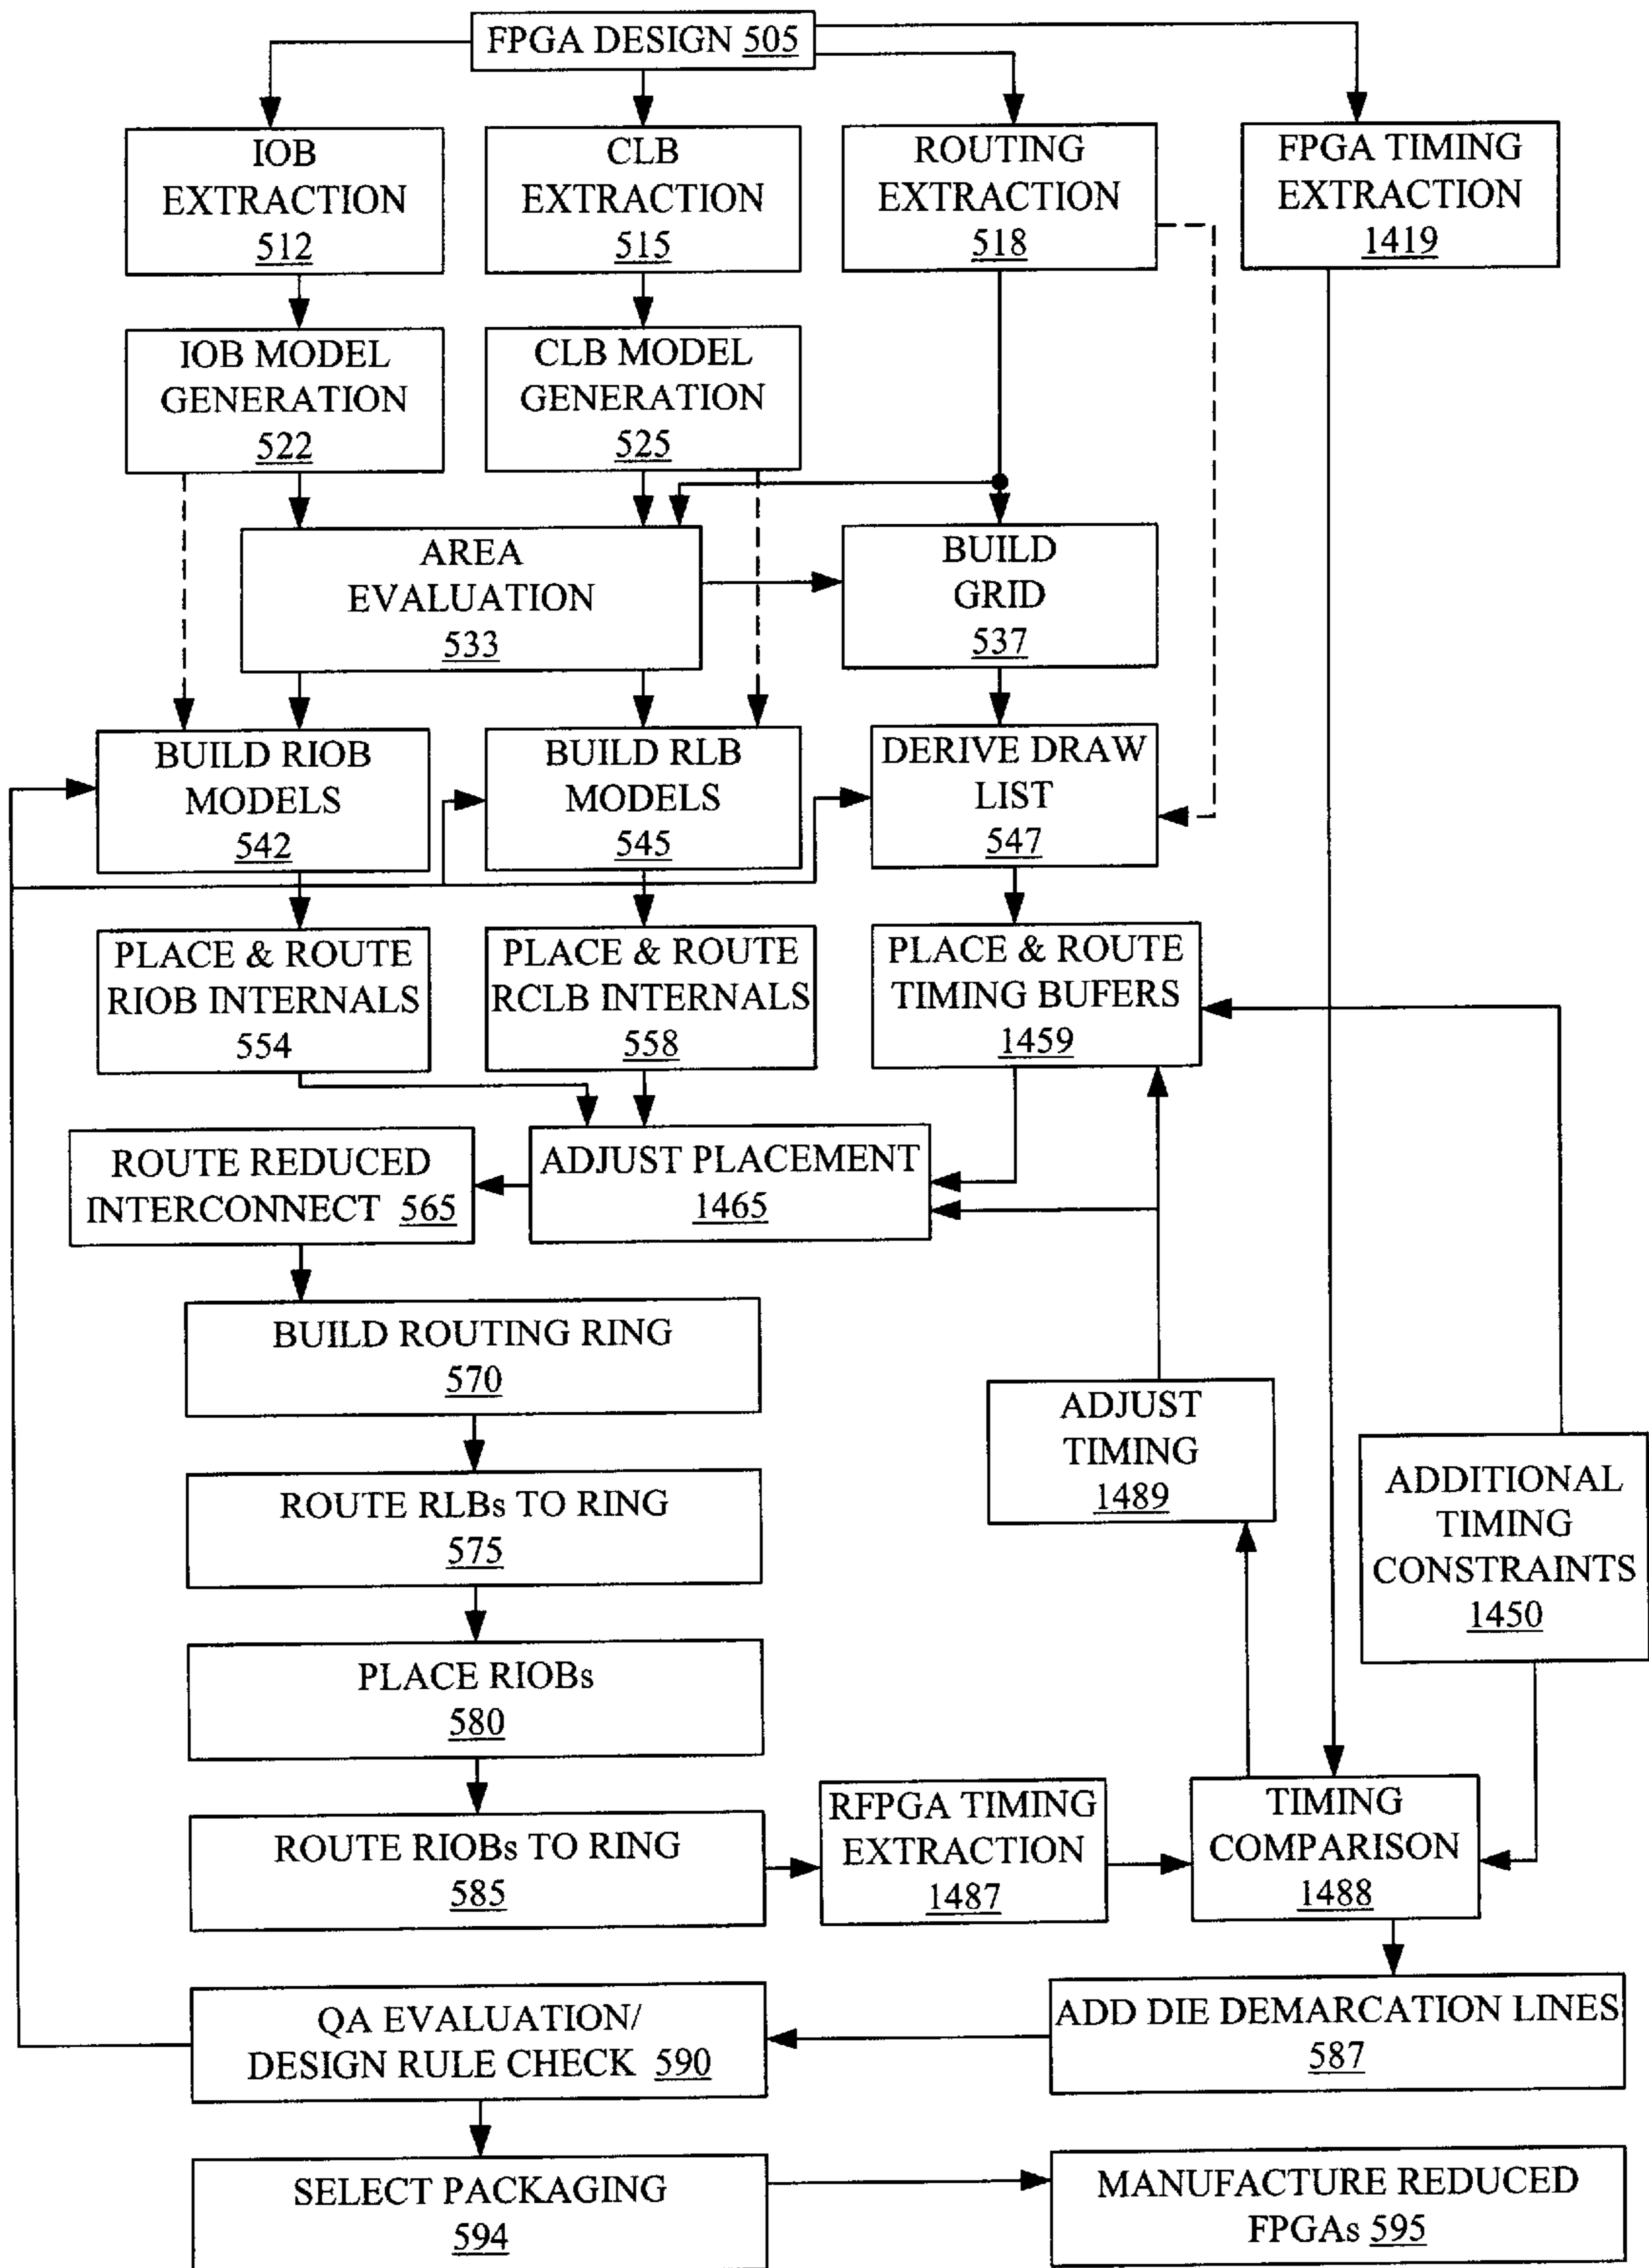 FPGA DESIGN 505
IOB
EXTRACTION
512
CLB
EXTRACTION
515
ROUTING
EXTRACTION
518
FPGA TIMING
EXTRACTION
1419
IOB MODEL
GENERATION
522
CLB MODEL
GENERATION
525
AREA
EVALUATION
533
BUILD
GRID
537
BUILD RIOB
MODELS
542
BUILD RLB
MODELS
545
DERIVE DRAW
LIST
547
PLACE & ROUTE
RIOB INTERNALS
554
PLACE & ROUTE
RCLB INTERNALS
558
PLACE & ROUTE
TIMING BUFERS
1459
ROUTE REDUCED
INTERCONNECT 565
ADJUST PLACEMENT
1465
BUILD ROUTING RING
570
ADJUST
TIMING
1489
ADDITIONAL
TIMING
CONSTRAINTS
1450
ROUTE RLBs TO RING
575
PLACE RIOBs
580
ROUTE RIOBs TO RING
585
RFPGA TIMING
EXTRACTION
1487
TIMING
COMPARISON
1488
QA EVALUATION/
DESIGN RULE CHECK 590
ADD DIE DEMARCATION LINES
587
SELECT PACKAGING
594
MANUFACTURE REDUCED
FPGAs 595